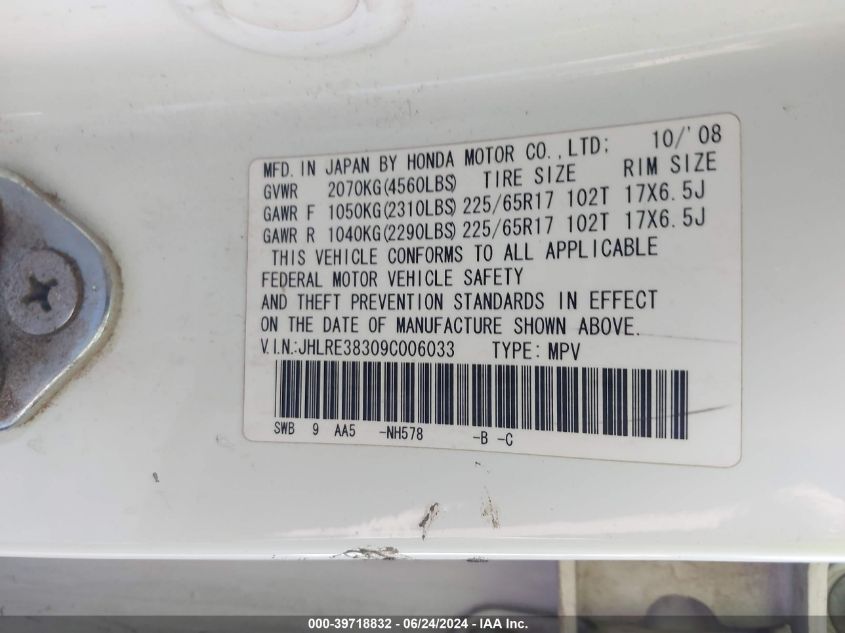 MFD. IN JAPAN BY HONDA MOTOR CO.,LTD; 10/'08
GVWR 2070KG(4560LBS) TIRE SIZE RIM SIZE
GAWR F 1050KG(2310LBS) 225/65R17 102T 17X6.5J
GAWR R 1040KG(2290LBS) 225/65R17 102T 17X6.5J
THIS VEHICLE CONFORMS TO ALL APPLICABLE
FEDERAL MOTOR VEHICLE SAFETY
AND THEFT PREVENTION STANDARDS IN EFFECT
ON THE DATE OF MANUFACTURE SHOWN ABOVE.
V.I.N.:JHLRE38309C006033 TYPE: MPV
SWB 9 AA5 -NH578 -B -C
000-39718832 - 06/24/2024 - IAA Inc.